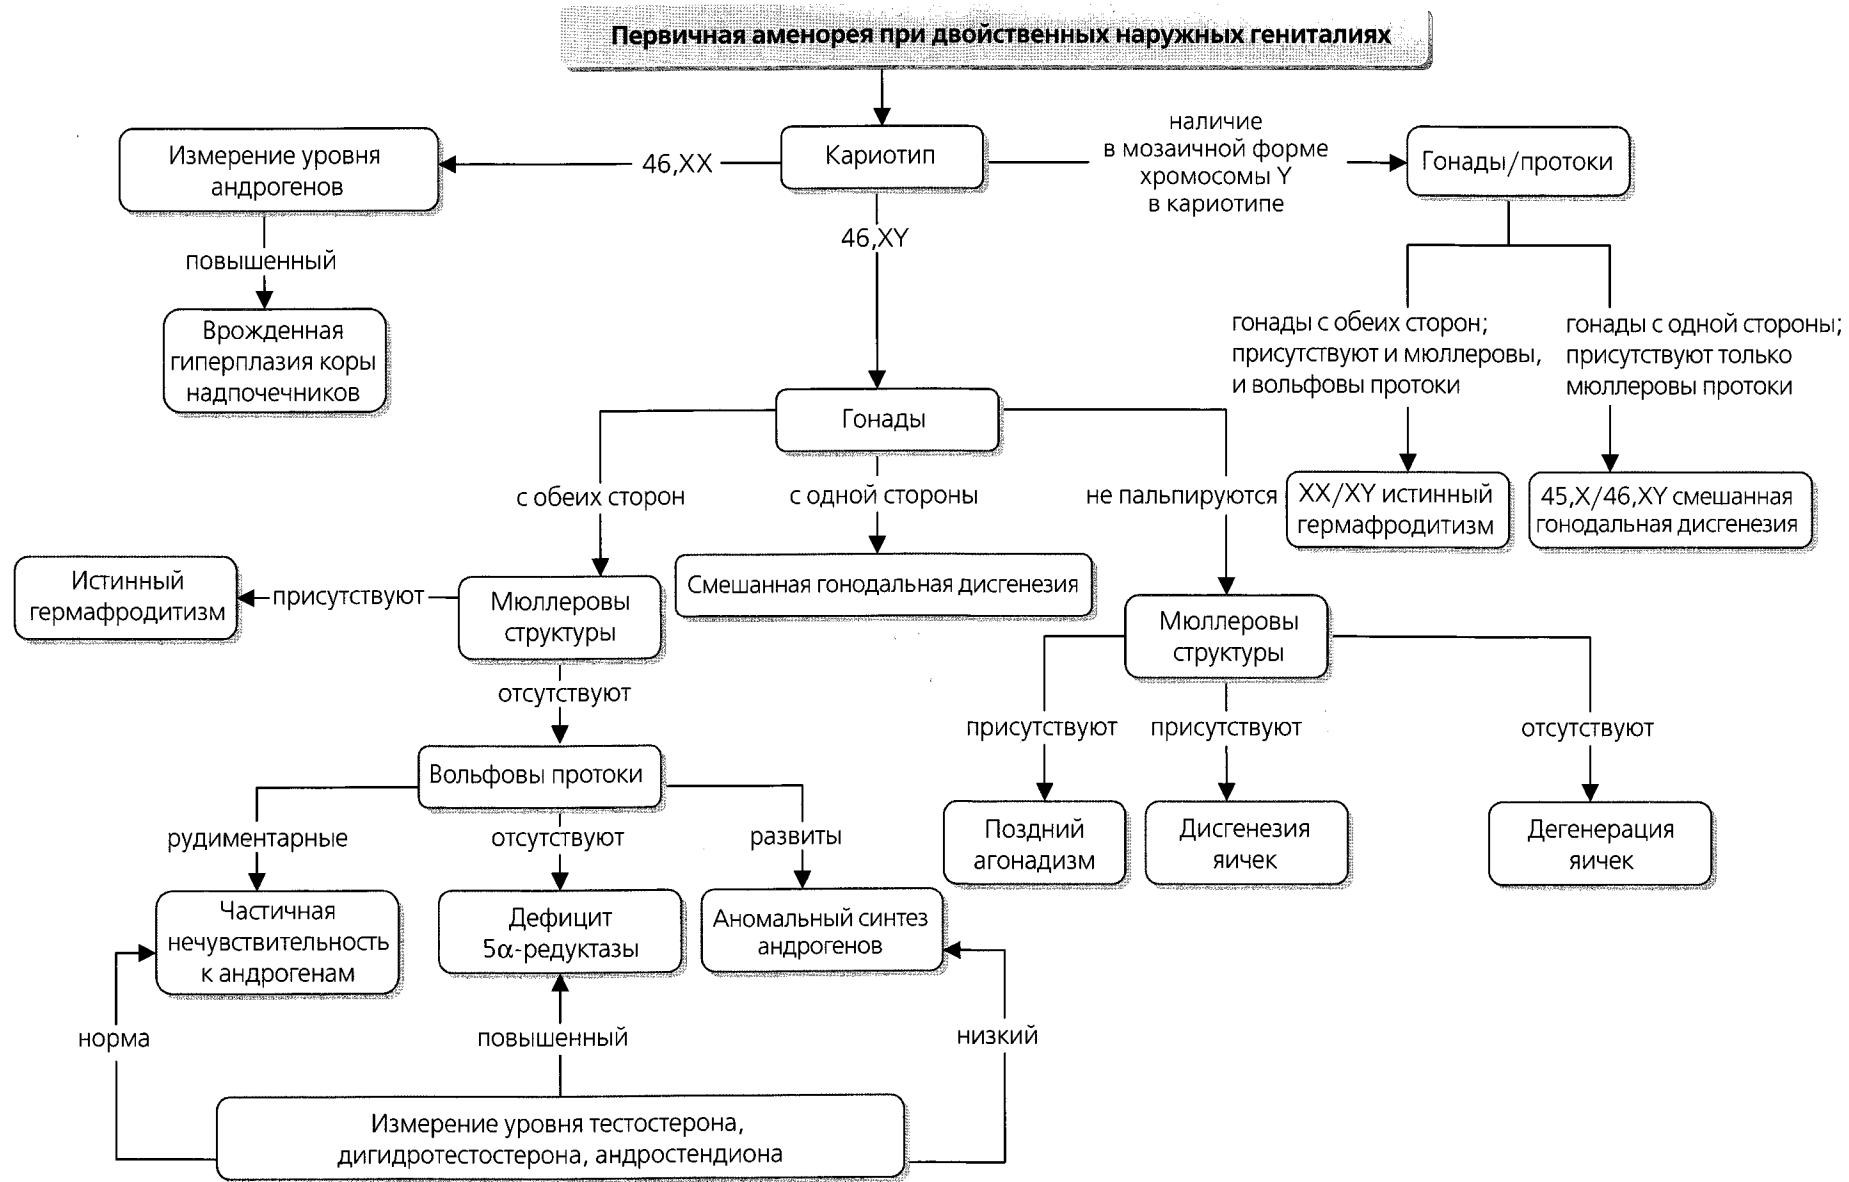 Первичная аменорея при двойственных наружных гениталиях
Измерение уровня
андрогенов
46,XX
Кариотип
наличие
в мозаичной форме
хромосомы Y
в кариотипе
Гонады/протоки
46,XY
повышенный
Врожденная
гиперплазия коры
надпочечников
гонады с обеих сторон;
присутствуют и мюллеровы,
и вольфовы протоки
гонады с одной стороны;
присутствуют только
мюллеровы протоки
Гонады
с обеих сторон
с одной стороны
не пальпируются
XX/XY истинный
гермафродитизм
45,X/46,XY смешанная
гонодальная дисгенезия
Истинный
гермафродитизм
присутствуют
Мюллеровы
структуры
Смешанная гонодальная дисгенезия
Мюллеровы
структуры
отсутствуют
присутствуют
присутствуют
отсутствуют
Вольфовы протоки
рудиментарные
отсутствуют
развиты
Поздний
агонадизм
Дисгенезия
яичек
Дегенерация
яичек
Частичная
нечувствительность
к андрогенам
Дефицит
5α-редуктазы
Аномальный синтез
андрогенов
норма
повышенный
низкий
Измерение уровня тестостерона,
дигидротестостерона, андростендиона